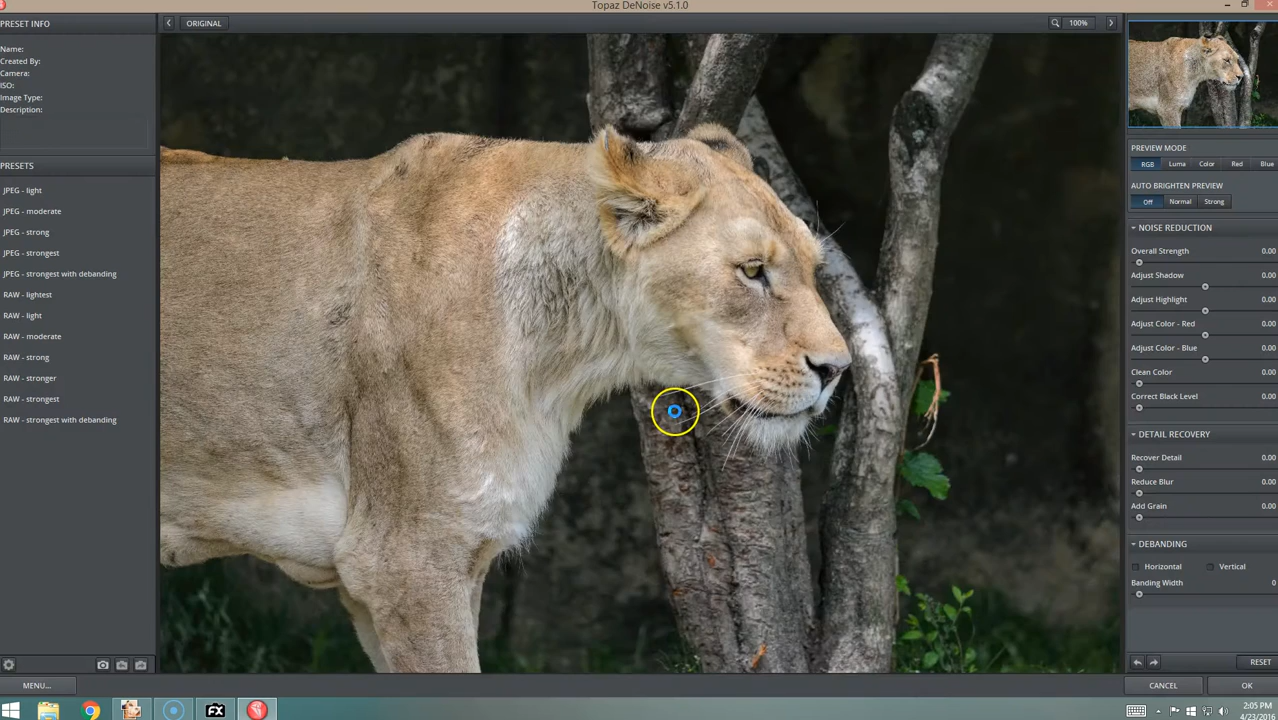 Topaz DeNoise v5.1.0
PRESET INFO
ORIGINAL
100%
Name:
Created By:
Camera:
ISO:
Image Type:
Description:
PRESETS
JPEG - light
JPEG - moderate
JPEG - strong
JPEG - strongest
JPEG - strongest with debanding
RAW - lightest
RAW - light
RAW - moderate
RAW - strong
RAW - stronger
RAW - strongest
RAW - strongest with debanding
MENU...
PREVIEW MODE
RGB Luma Color Red Blue
AUTO BRIGHTEN PREVIEW
Off Normal Strong
NOISE REDUCTION
Overall Strength 0.00
Adjust Shadow 0.00
Adjust Highlight 0.00
Adjust Color - Red 0.00
Adjust Color - Blue 0.00
Clean Color 0.00
Correct Black Level 0.00
DETAIL RECOVERY
Recover Detail 0.00
Reduce Blur 0.00
Add Grain 0.00
DEBANDING
Horizontal Vertical
Banding Width 0
RESET
CANCEL OK
FX
2:05 PM
4/23/2016